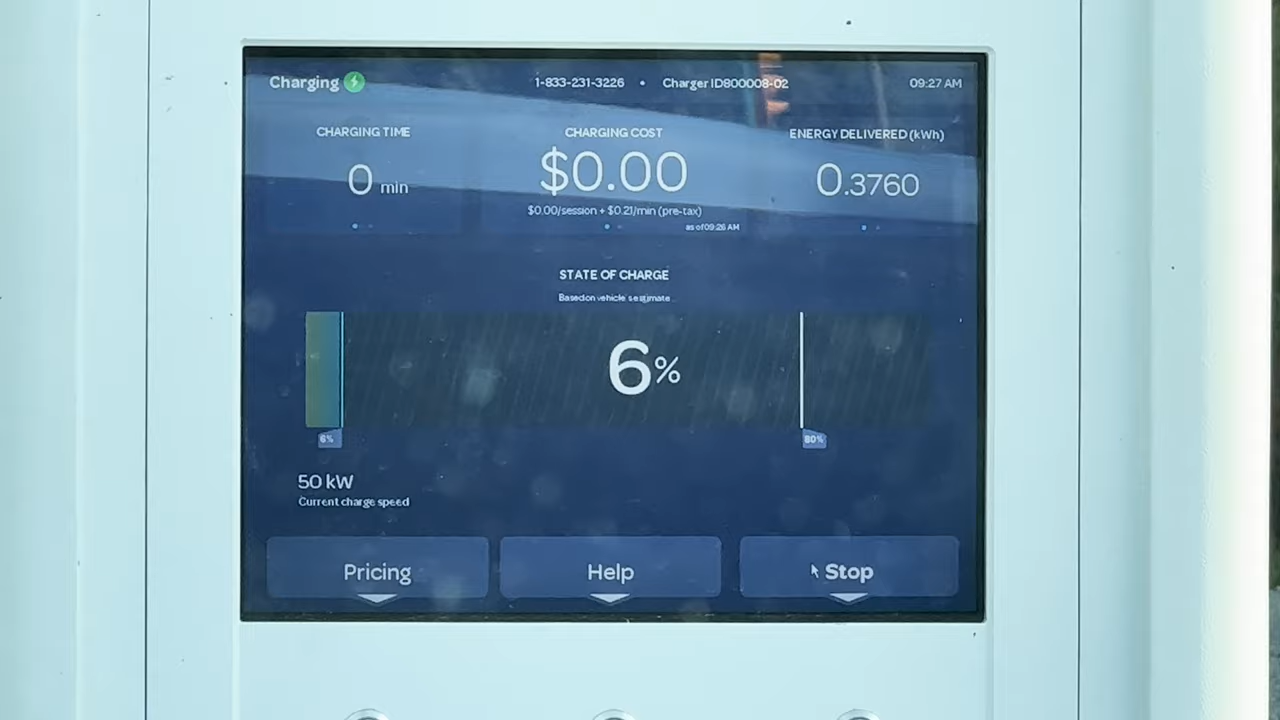 Charging
1-833-231-3226 • Charger ID800008-02
09:27 AM
CHARGING TIME
0 min
CHARGING COST
$0.00
$0.00/session + $0.21/min (pre-tax)
as of 09:26 AM
ENERGY DELIVERED (kWh)
0.3760
STATE OF CHARGE
Based on vehicle's estimate
6%
6%
80%
50 kW
Current charge speed
Pricing
Help
Stop